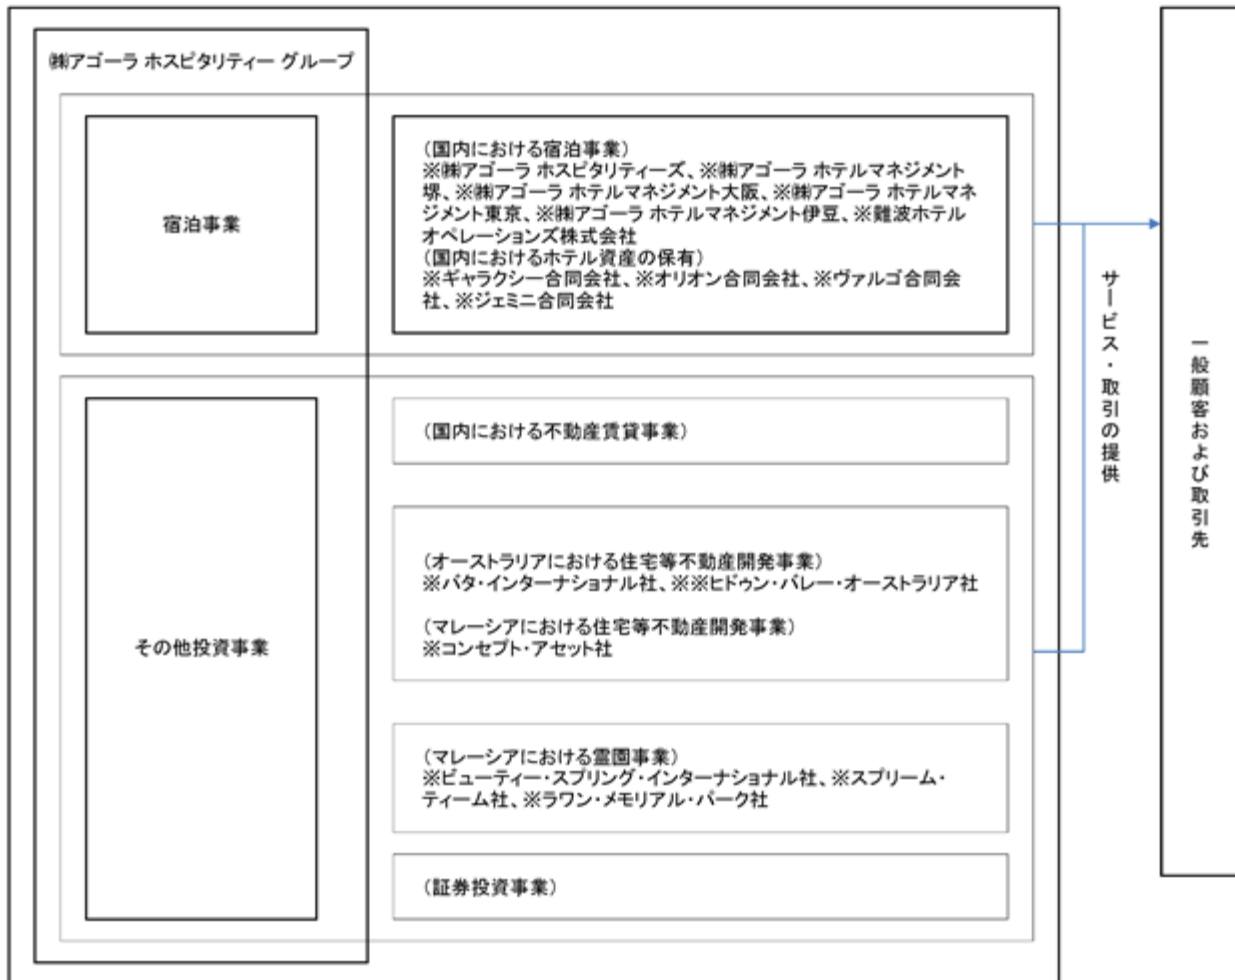 ㈱アゴーラ ホスピタリティー グループ
宿泊事業
(国内における宿泊事業)
※㈱アゴーラ ホスピタリティーズ、※㈱アゴーラ ホテルマネジメント
堺、※㈱アゴーラ ホテルマネジメント大阪、※㈱アゴーラ ホテルマネ
ジメント東京、※㈱アゴーラ ホテルマネジメント伊豆、※難波ホテル
オペレーションズ株式会社
(国内におけるホテル資産の保有)
※ギャラクシー合同会社、※オリオン合同会社、※ヴァルゴ合同会
社、※ジェミニ合同会社
その他投資事業
(国内における不動産賃貸事業)
(オーストラリアにおける住宅等不動産開発事業)
※バタ・インターナショナル社、※※ヒドゥン・バレー・オーストラリア社
(マレーシアにおける住宅等不動産開発事業)
※コンセプト・アセット社
(マレーシアにおける霊園事業)
※ビューティー・スプリング・インターナショナル社、※スプリーム・
ティーム社、※ラワン・メモリアル・パーク社
(証券投資事業)
サービス・取引の提供
一般顧客および取引先